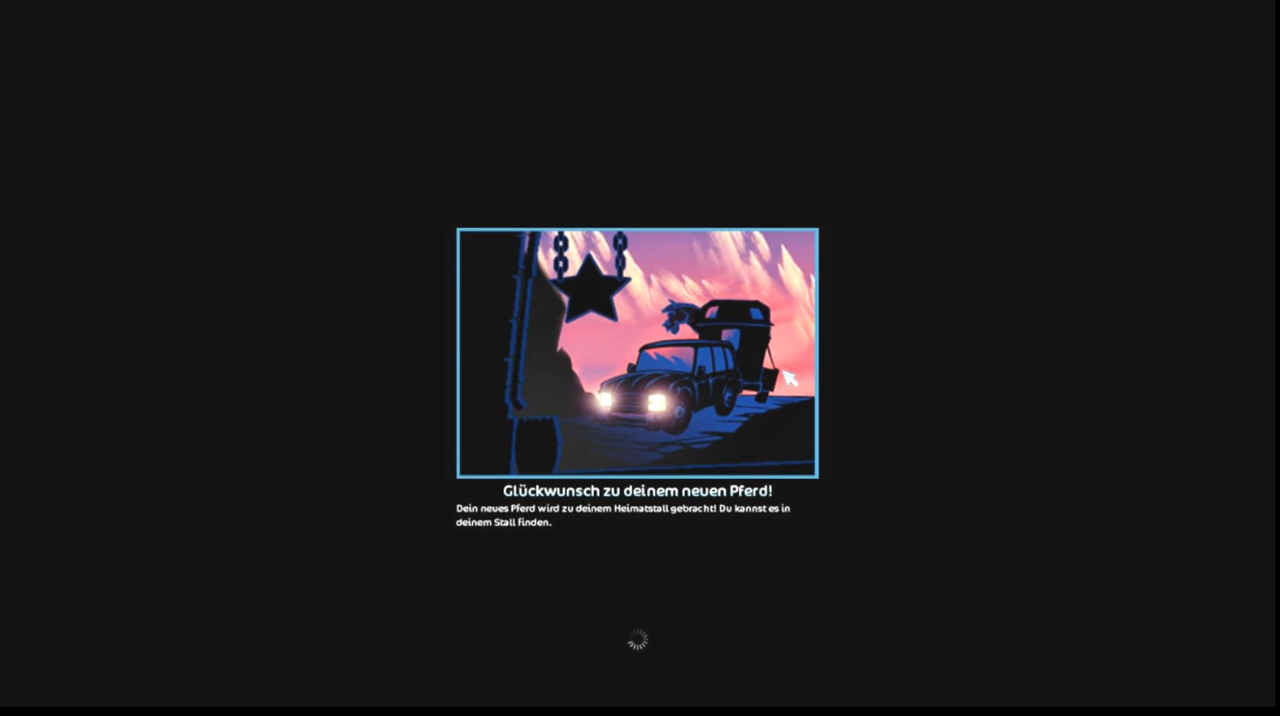 Glückwunsch zu deinem neuen Pferd!
Dein neues Pferd wird zu deinem Heimatstall gebracht! Du kannst es in
deinem Stall finden.